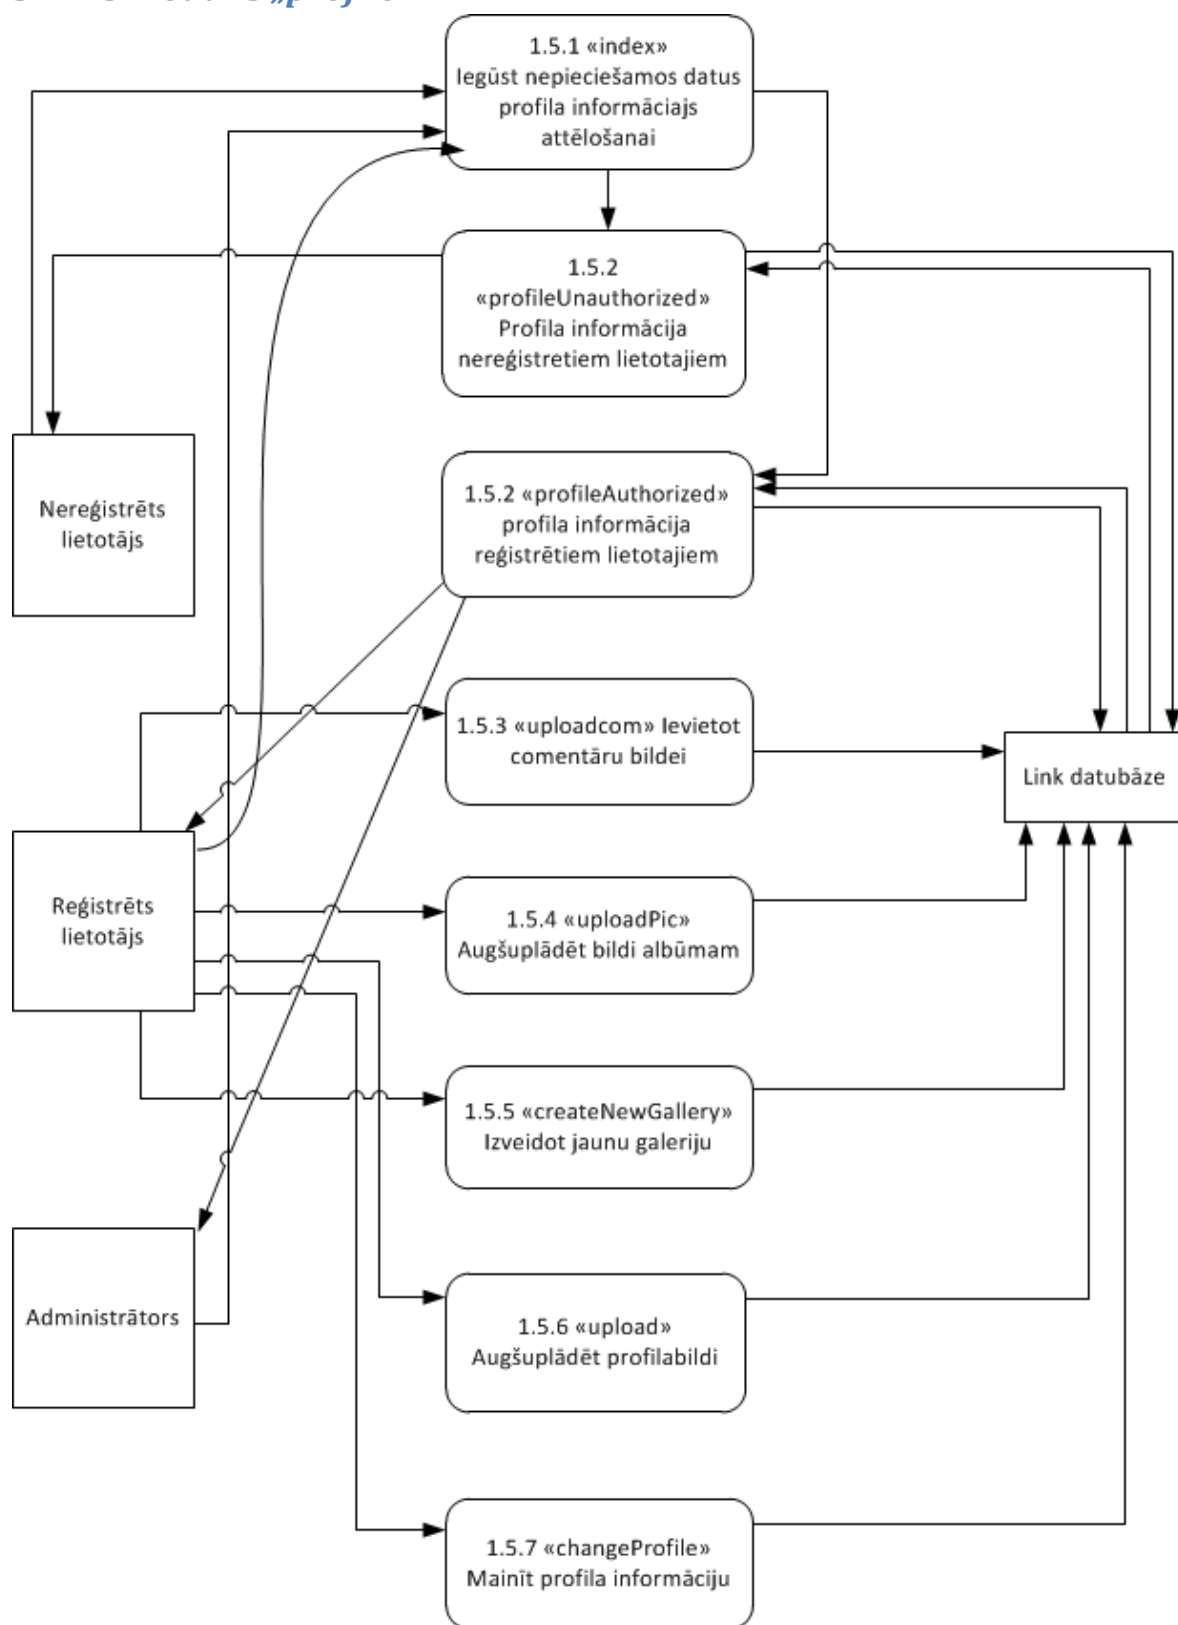 „profile
1.5.1 «index»
Iegūst nepieciešamos datus
profila informāciajs
attēlošanai
1.5.2
«profileUnauthorized»
Profila informācija
nereģistretiem lietotajiem
Nereģistrēts
lietotājs
1.5.2 «profileAuthorized»
profila informācija
reģistrētiem lietotajiem
1.5.3 «uploadcom» Ievietot
comentāru bildei
Link datubāze
Reģistrēts
lietotājs
1.5.4 «uploadPic»
Augšuplādēt bildi albūmam
1.5.5 «createNewGallery»
Izveidot jaunu galeriju
Administrātors
1.5.6 «upload»
Augšuplādēt profilabildi
1.5.7 «changeProfile»
Mainīt profila informāciju